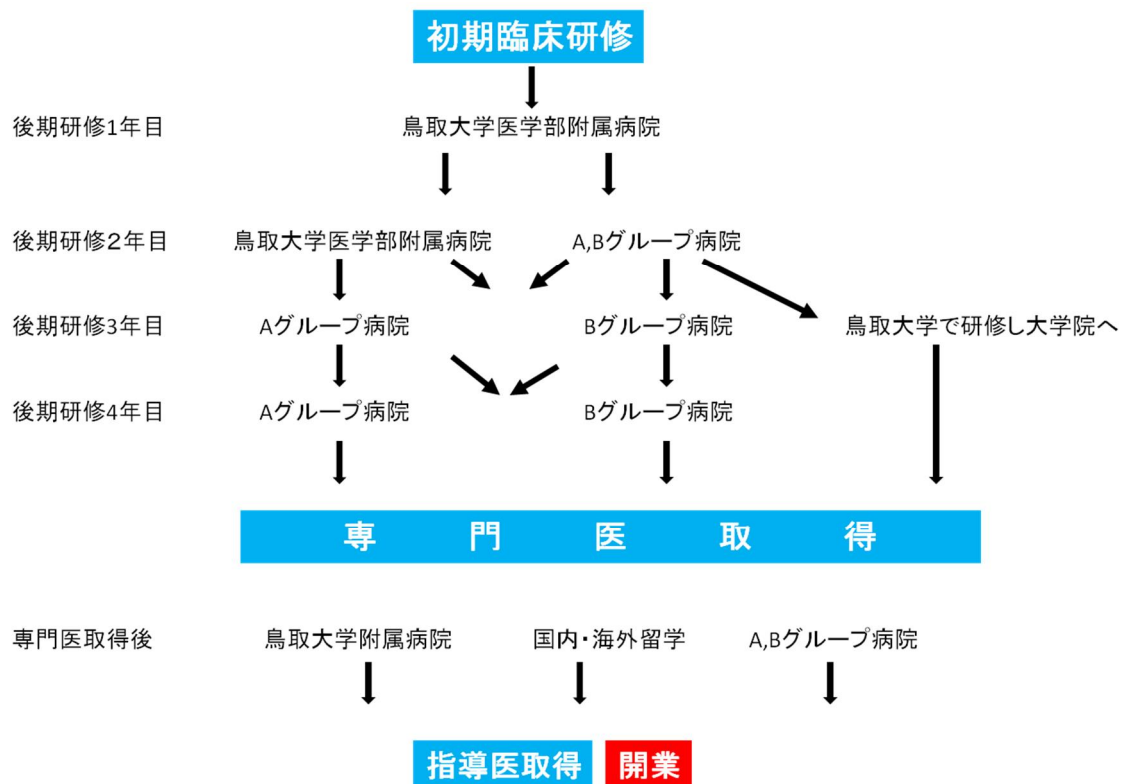 初期臨床研修
後期研修1年目 鳥取大学医学部附属病院
後期研修2年目 鳥取大学医学部附属病院 A,Bグループ病院
後期研修3年目 Aグループ病院 Bグループ病院 鳥取大学で研修し大学院へ
後期研修4年目 Aグループ病院 Bグループ病院
専門医取得
専門医取得後 鳥取大学附属病院 国内・海外留学 A,Bグループ病院
指導医取得 開業